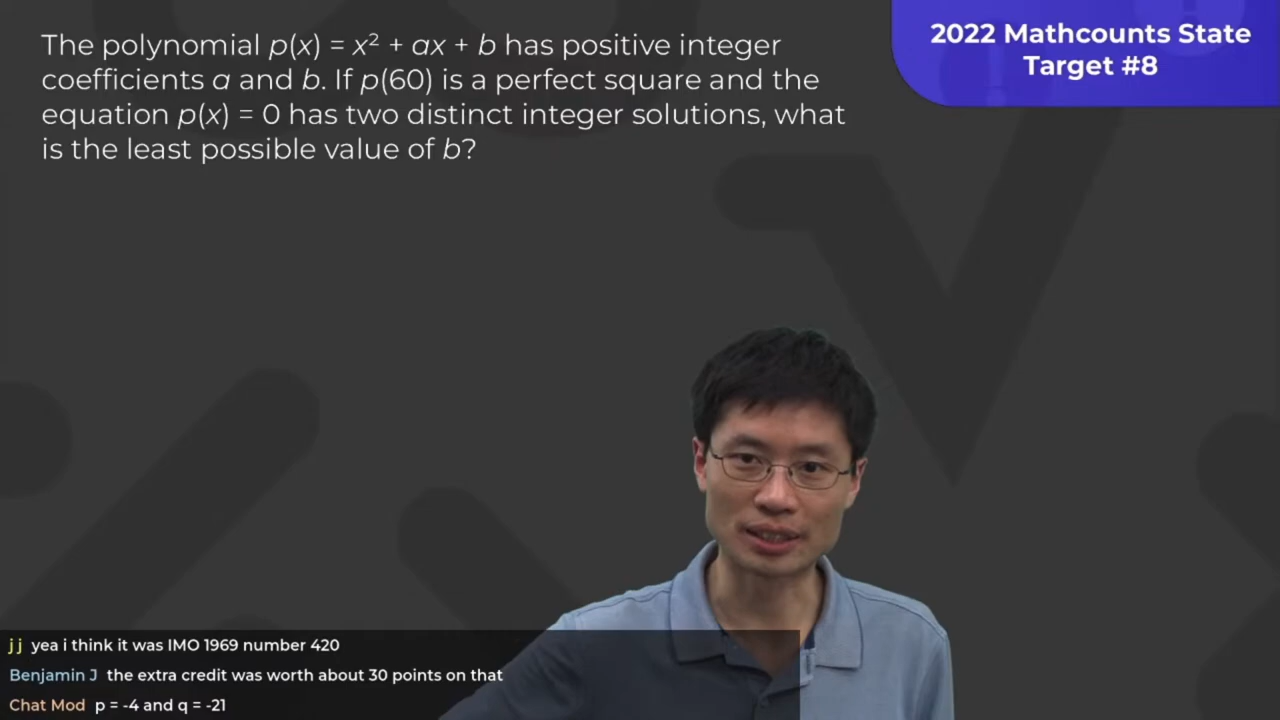 The polynomial p(x) = x² + ax + b has positive integer
coefficients a and b. If p(60) is a perfect square and the
equation p(x) = 0 has two distinct integer solutions, what
is the least possible value of b?
2022 Mathcounts State
Target #8
j j yea i think it was IMO 1969 number 420
Benjamin J the extra credit was worth about 30 points on that
Chat Mod p = -4 and q = -21